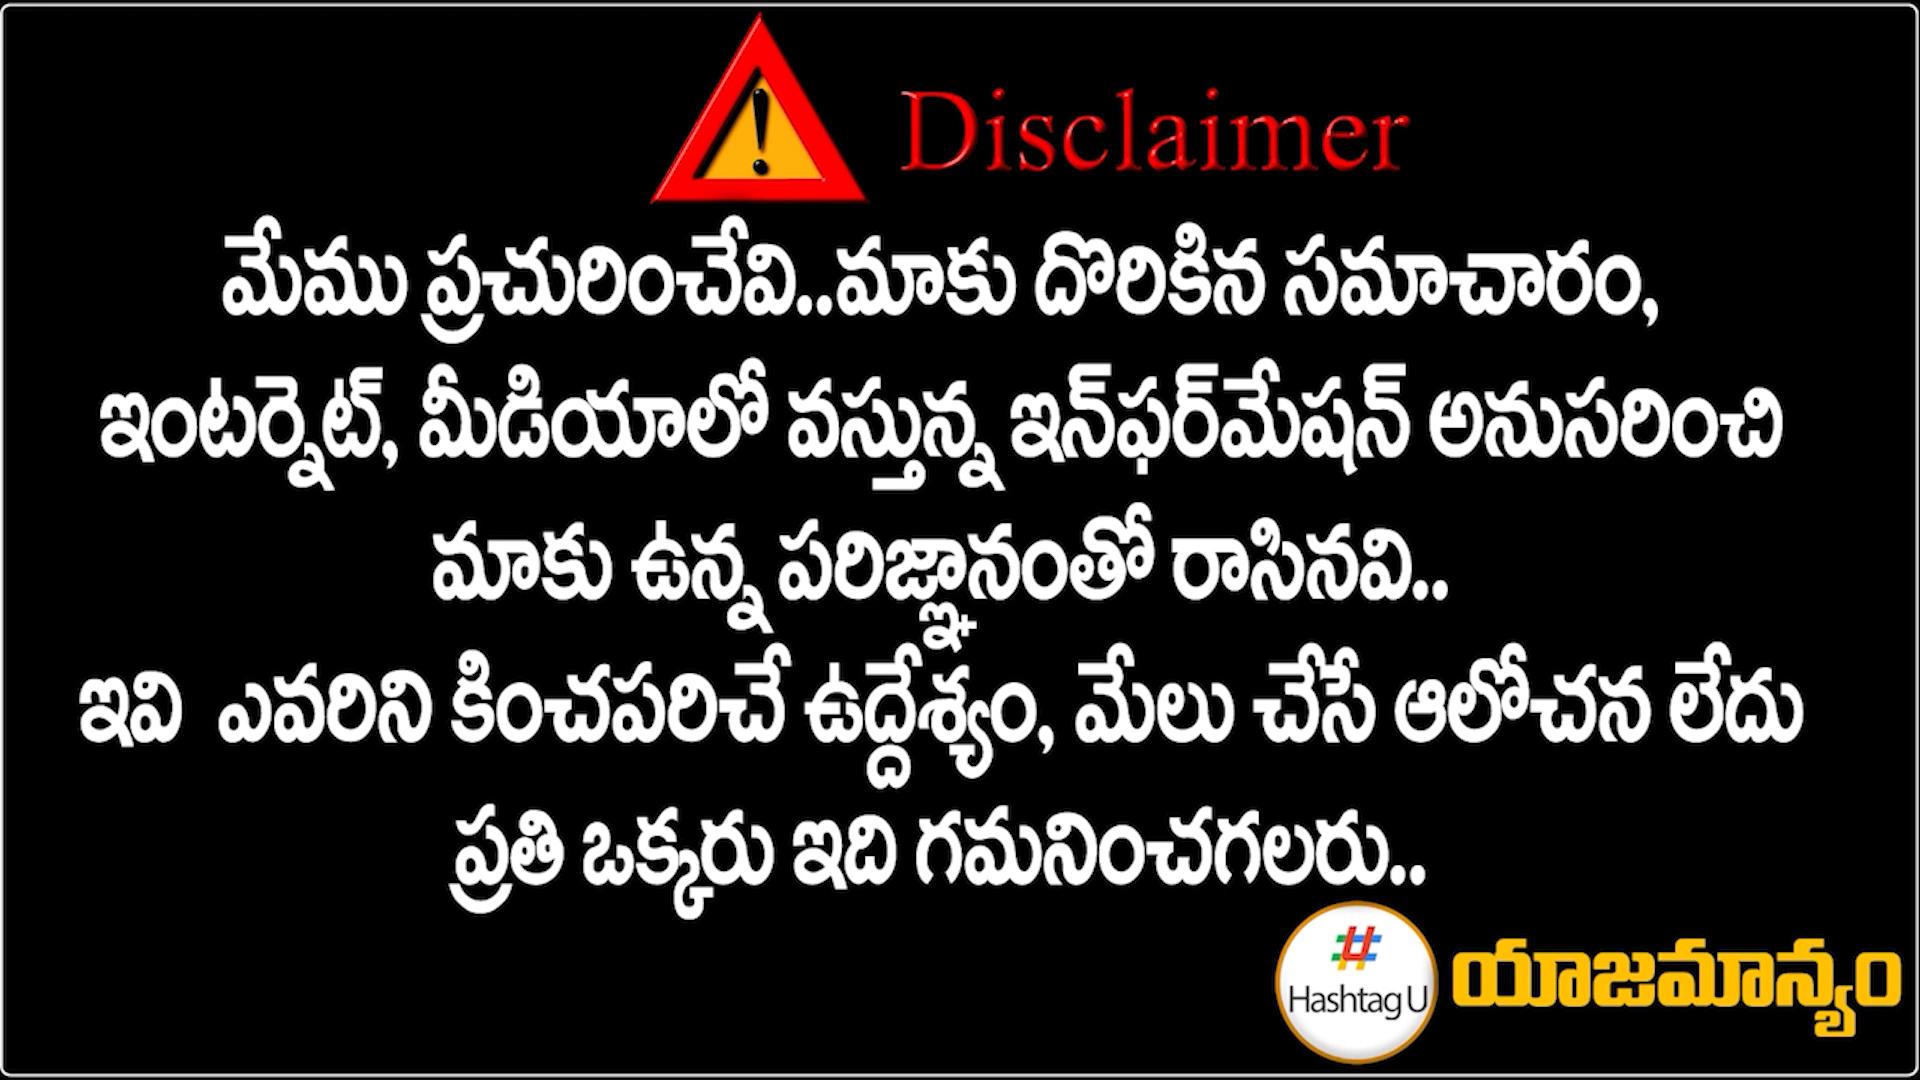 Disclaimer
మేము ప్రచురించేవి..మాకు దొరికిన సమాచారం,
ఇంటర్నెట్, మీడియాలో వస్తున్న ఇన్‌ఫర్‌మేషన్ అనుసరించి
మాకు ఉన్న పరిజ్ఞానంతో రాసినవి..
ఇవి ఎవరిని కించపరిచే ఉద్దేశ్యం, మేలు చేసే ఆలోచన లేదు
ప్రతి ఒక్కరు ఇది గమనించగలరు..
# Hashtag U యాజమాన్యం